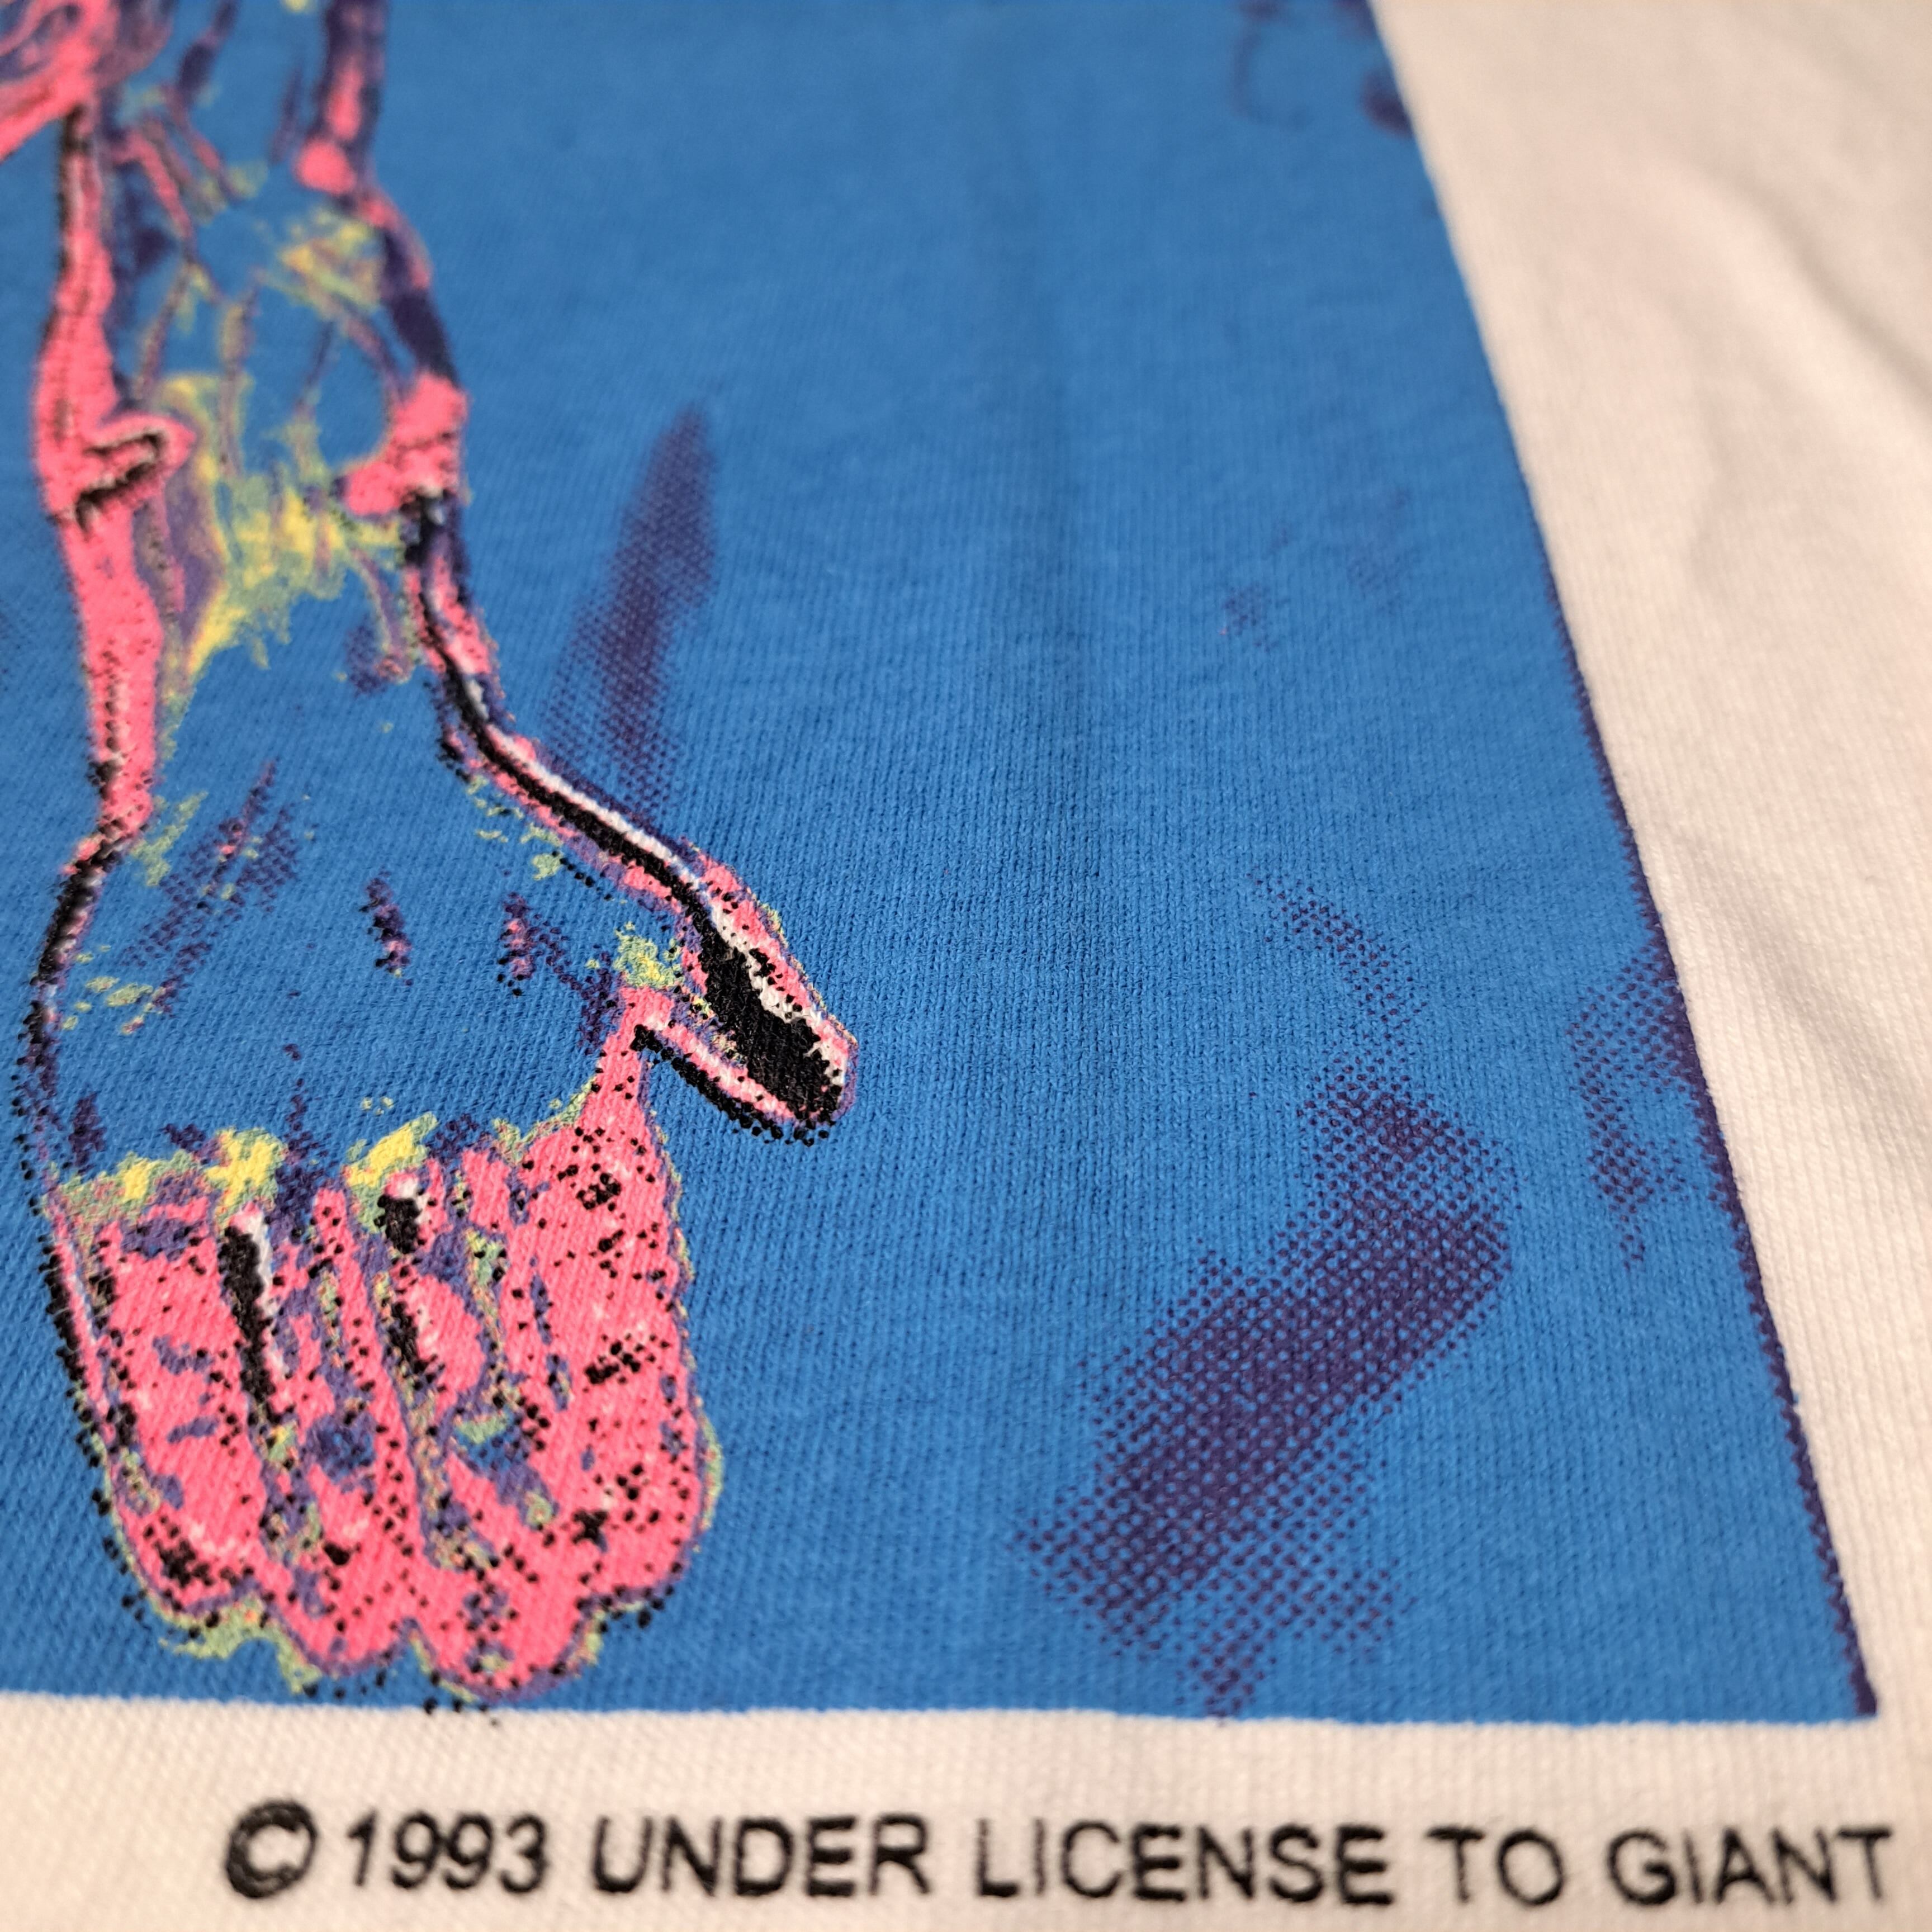 ©1993 UNDER LICENSE TO GIANT